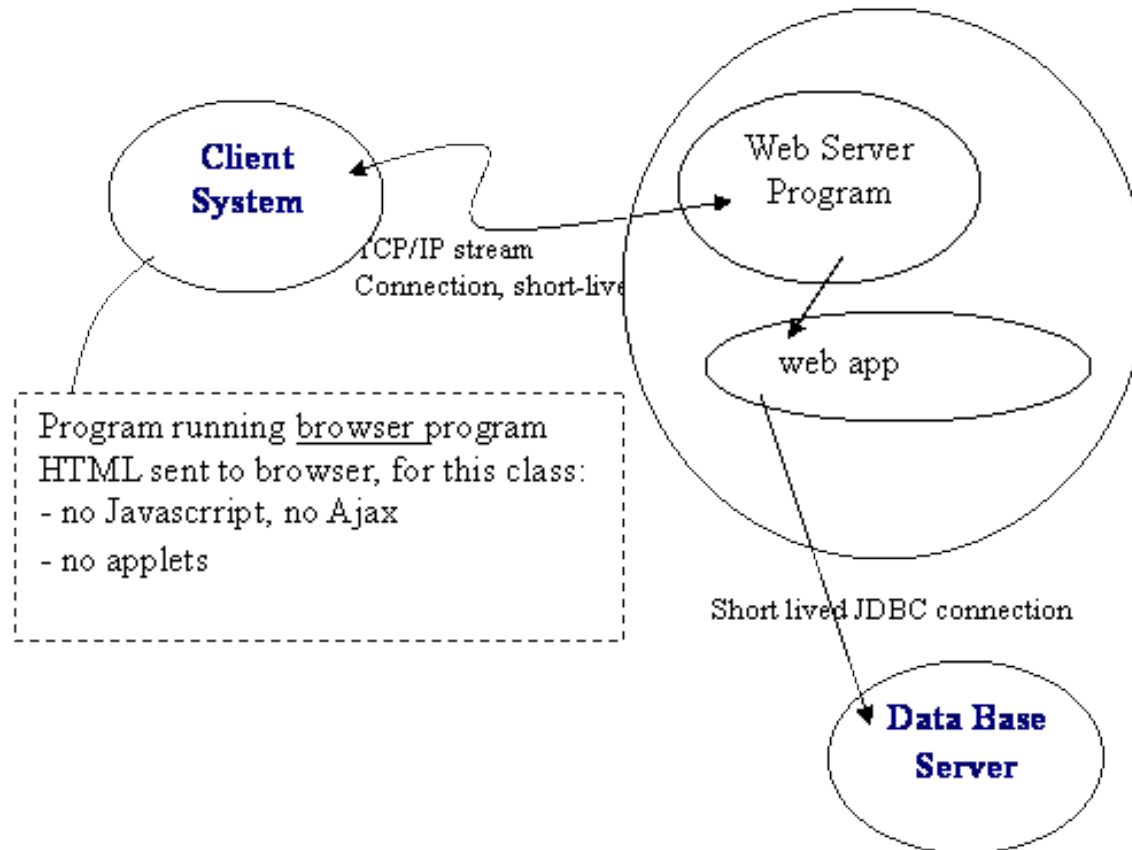 Client
System
Web Server
Program
TCP/IP stream
Connection, short-live
web app
Program running browser program
HTML sent to browser, for this class:
- no Javascrript, no Ajax
- no applets
Short lived JDBC connection
Data Base
Server